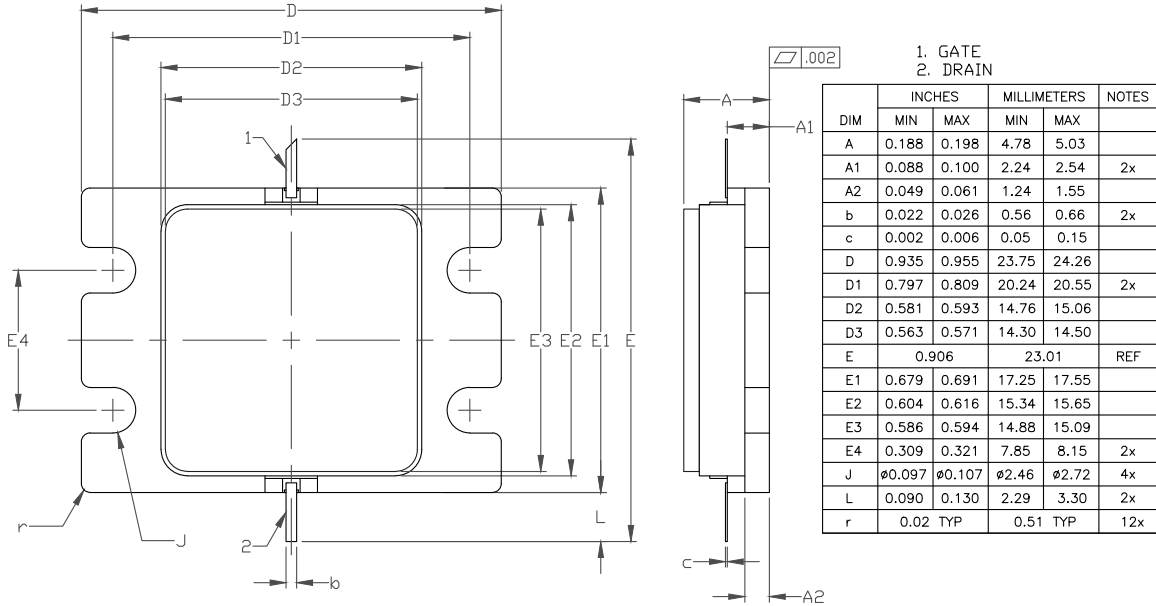 D
D1
D2
D3
1
E4
E3
E2
E1
E
L
r
J
2
b
.002
A
A1
c
A2
1. GATE
2. DRAIN
INCHES MILLIMETERS NOTES
DIM MIN MAX MIN MAX
A 0.188 0.198 4.78 5.03
A1 0.088 0.100 2.24 2.54 2x
A2 0.049 0.061 1.24 1.55
b 0.022 0.026 0.56 0.66 2x
c 0.002 0.006 0.05 0.15
D 0.935 0.955 23.75 24.26
D1 0.797 0.809 20.24 20.55 2x
D2 0.581 0.593 14.76 15.06
D3 0.563 0.571 14.30 14.50
E 0.906 23.01 REF
E1 0.679 0.691 17.25 17.55
E2 0.604 0.616 15.34 15.65
E3 0.586 0.594 14.88 15.09
E4 0.309 0.321 7.85 8.15 2x
J ø0.097 ø0.107 ø2.46 ø2.72 4x
L 0.090 0.130 2.29 3.30 2x
r 0.02 TYP 0.51 TYP 12x